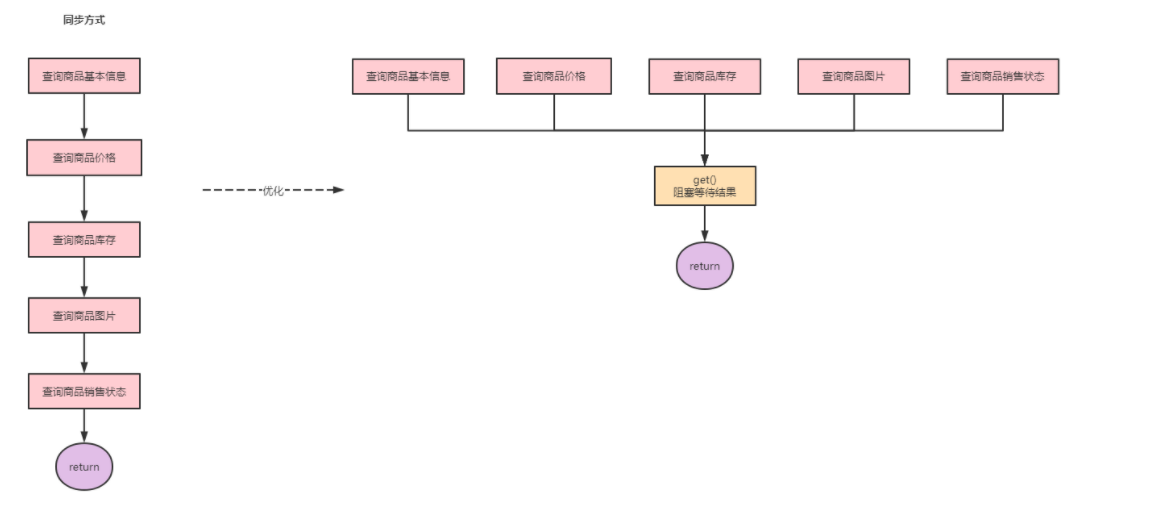 同步方式
查询商品基本信息
查询商品价格
查询商品库存
查询商品图片
查询商品销售状态
return
优化
查询商品基本信息
查询商品价格
查询商品库存
查询商品图片
查询商品销售状态
get()
阻塞等待结果
return